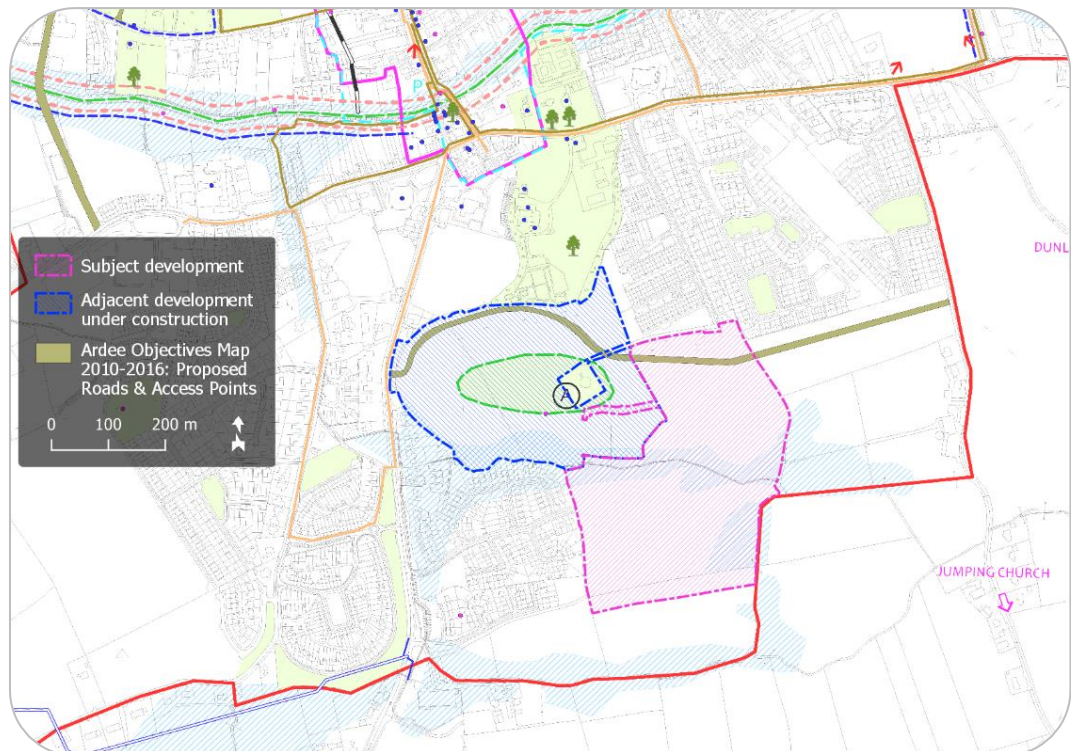 P
DUNL
Subject development
Adjacent development
under construction
Ardee Objectives Map
2010-2016: Proposed
Roads & Access Points
0 100 200 m
A
JUMPING CHURCH